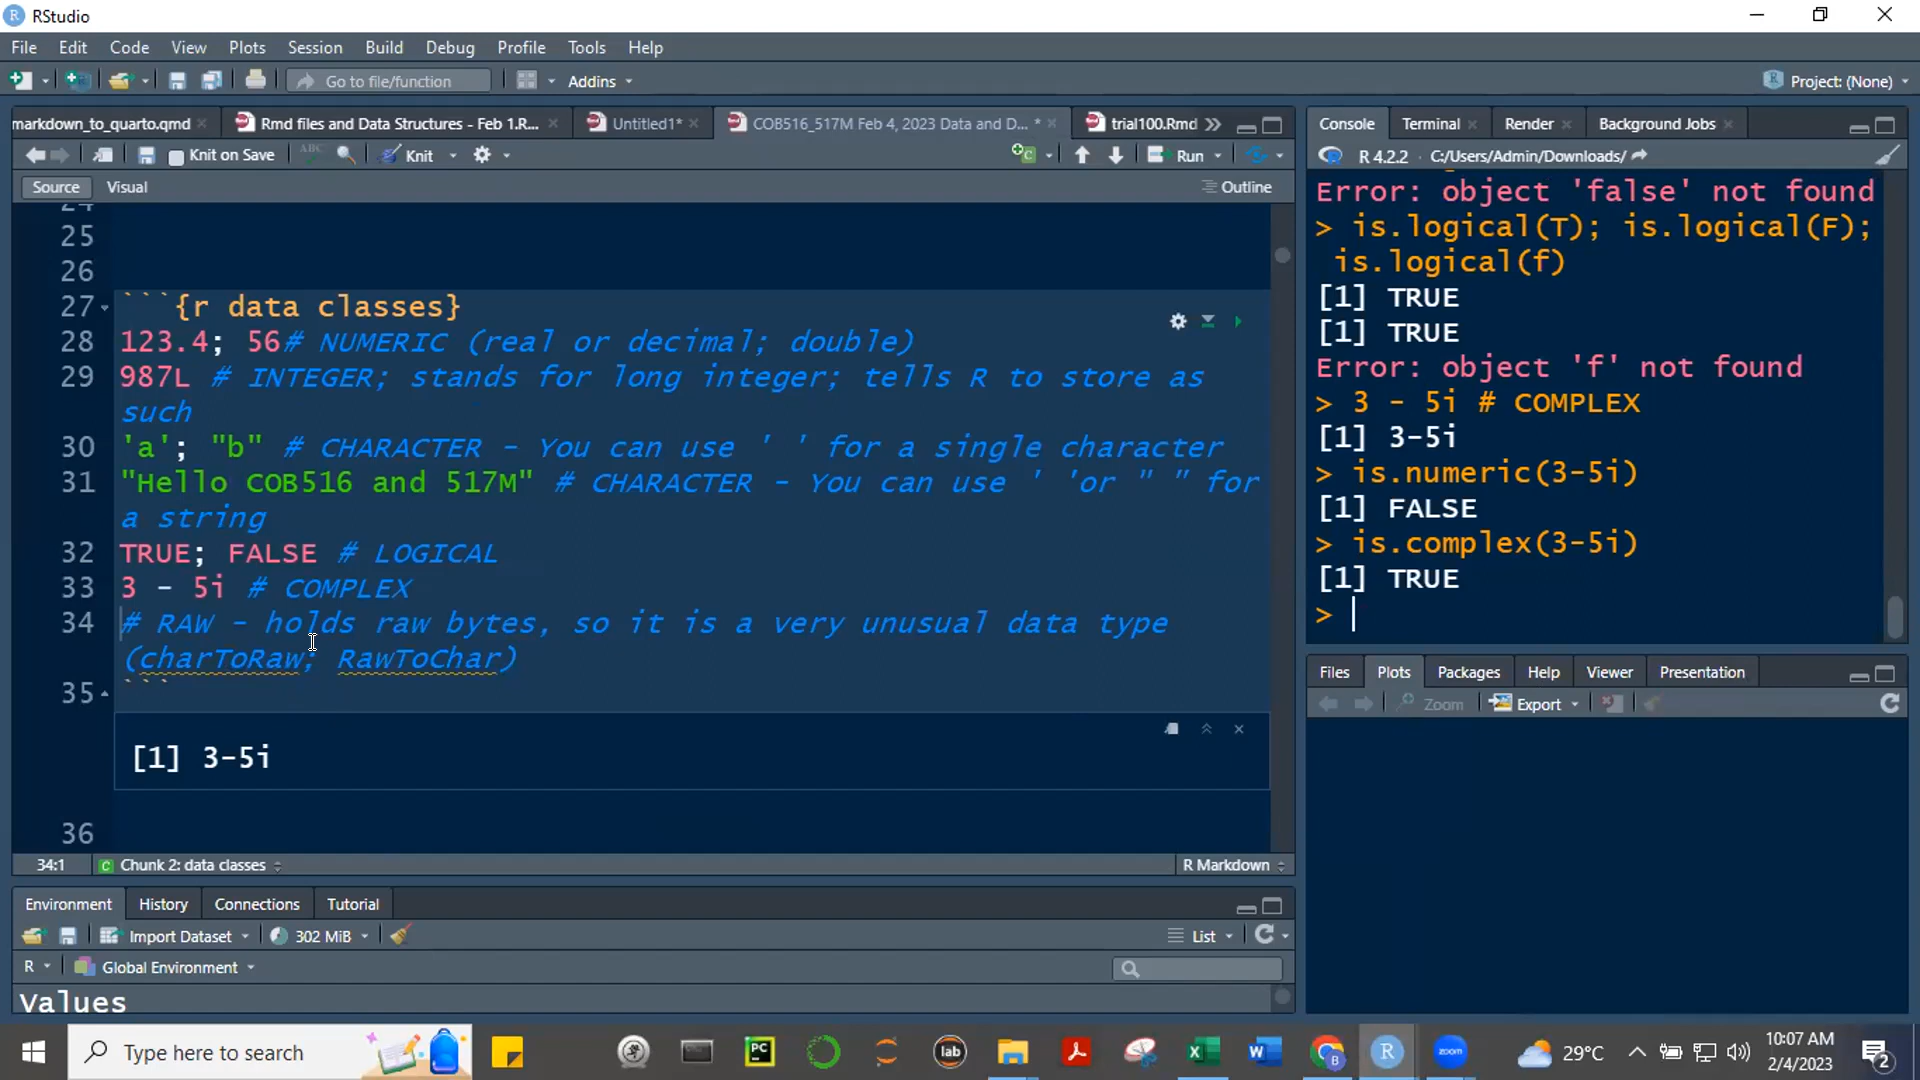 RStudio
File Edit Code View Plots Session Build Debug Profile Tools Help
Go to file/function Addins Project: (None)
markdown_to_quarto.qmd Rmd files and Data Structures - Feb 1.R... Untitled1* COB516_517M Feb 4, 2023 Data and D... * trial100.Rmd
Knit on Save Knit Run
Source Visual Outline
24
25
26
27 ```{r data classes}
28 123.4; 56# NUMERIC (real or decimal; double)
29 987L # INTEGER; stands for long integer; tells R to store as
such
30 'a'; "b" # CHARACTER - You can use ' ' for a single character
31 "Hello COB516 and 517M" # CHARACTER - You can use ' 'or " " for
a string
32 TRUE; FALSE # LOGICAL
33 3 - 5i # COMPLEX
34 # RAW - holds raw bytes, so it is a very unusual data type
(charToRaw; RawToChar)
35 ```
[1] 3-5i
36
34:1 Chunk 2: data classes R Markdown
Environment History Connections Tutorial
Import Dataset 302 MiB List
R Global Environment
Values
Console Terminal Render Background Jobs
R 4.2.2 · C:/Users/Admin/Downloads/
Error: object 'false' not found
> is.logical(T); is.logical(F);
is.logical(f)
[1] TRUE
[1] TRUE
Error: object 'f' not found
> 3 - 5i # COMPLEX
[1] 3-5i
> is.numeric(3-5i)
[1] FALSE
> is.complex(3-5i)
[1] TRUE
>
Files Plots Packages Help Viewer Presentation
Zoom Export
Type here to search
PC
lab
zoom
29°C
10:07 AM
2/4/2023
2